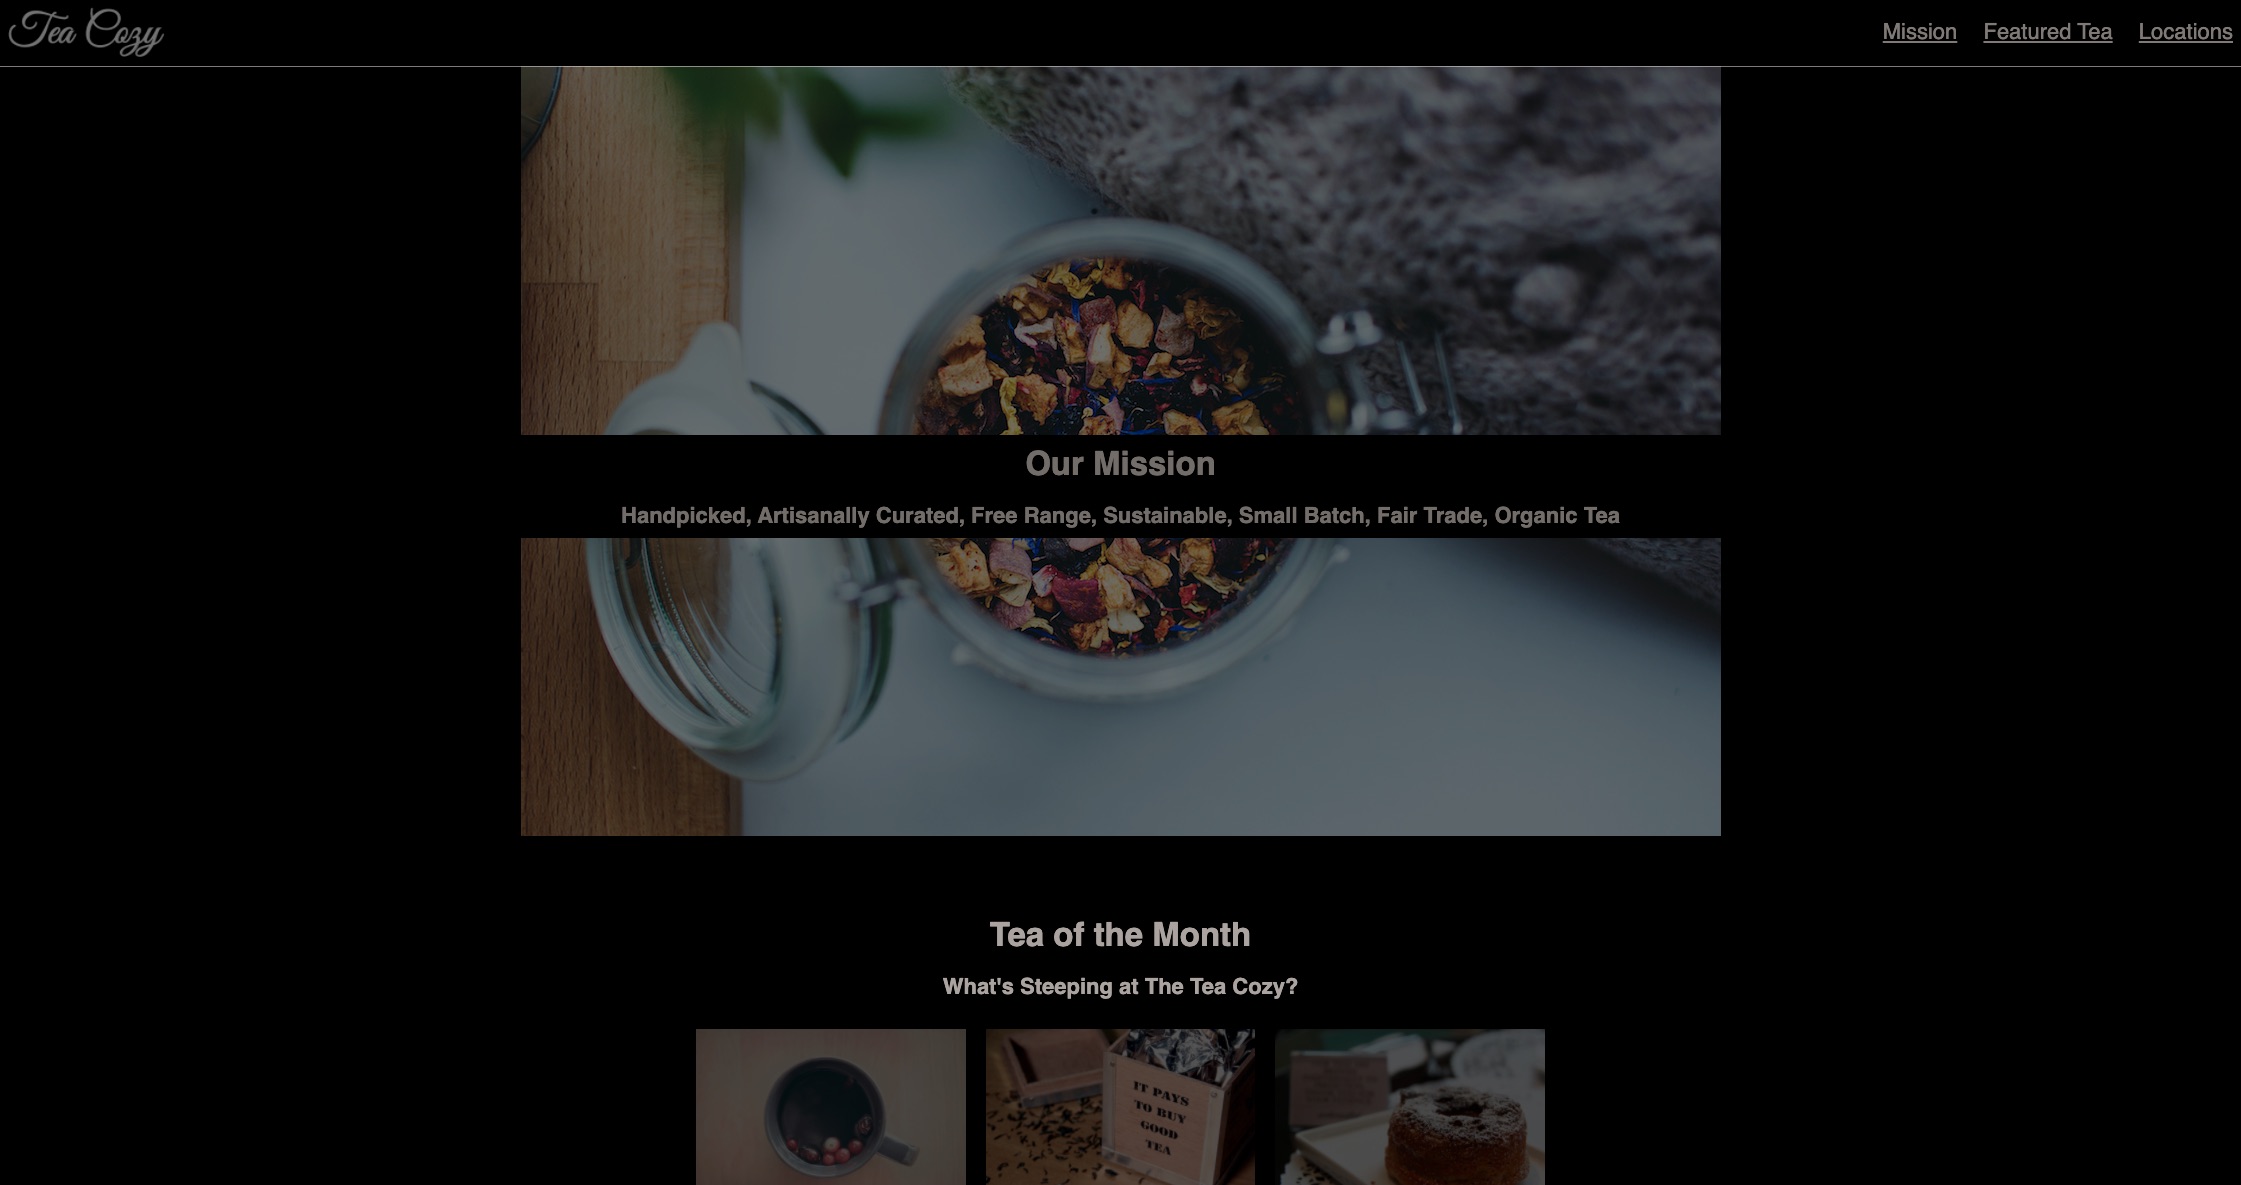 Tea Cozy
Mission Featured Tea Locations
Our Mission
Handpicked, Artisanally Curated, Free Range, Sustainable, Small Batch, Fair Trade, Organic Tea
Tea of the Month
What's Steeping at The Tea Cozy?
IT PAYS
TO BUY
GOOD
TEA